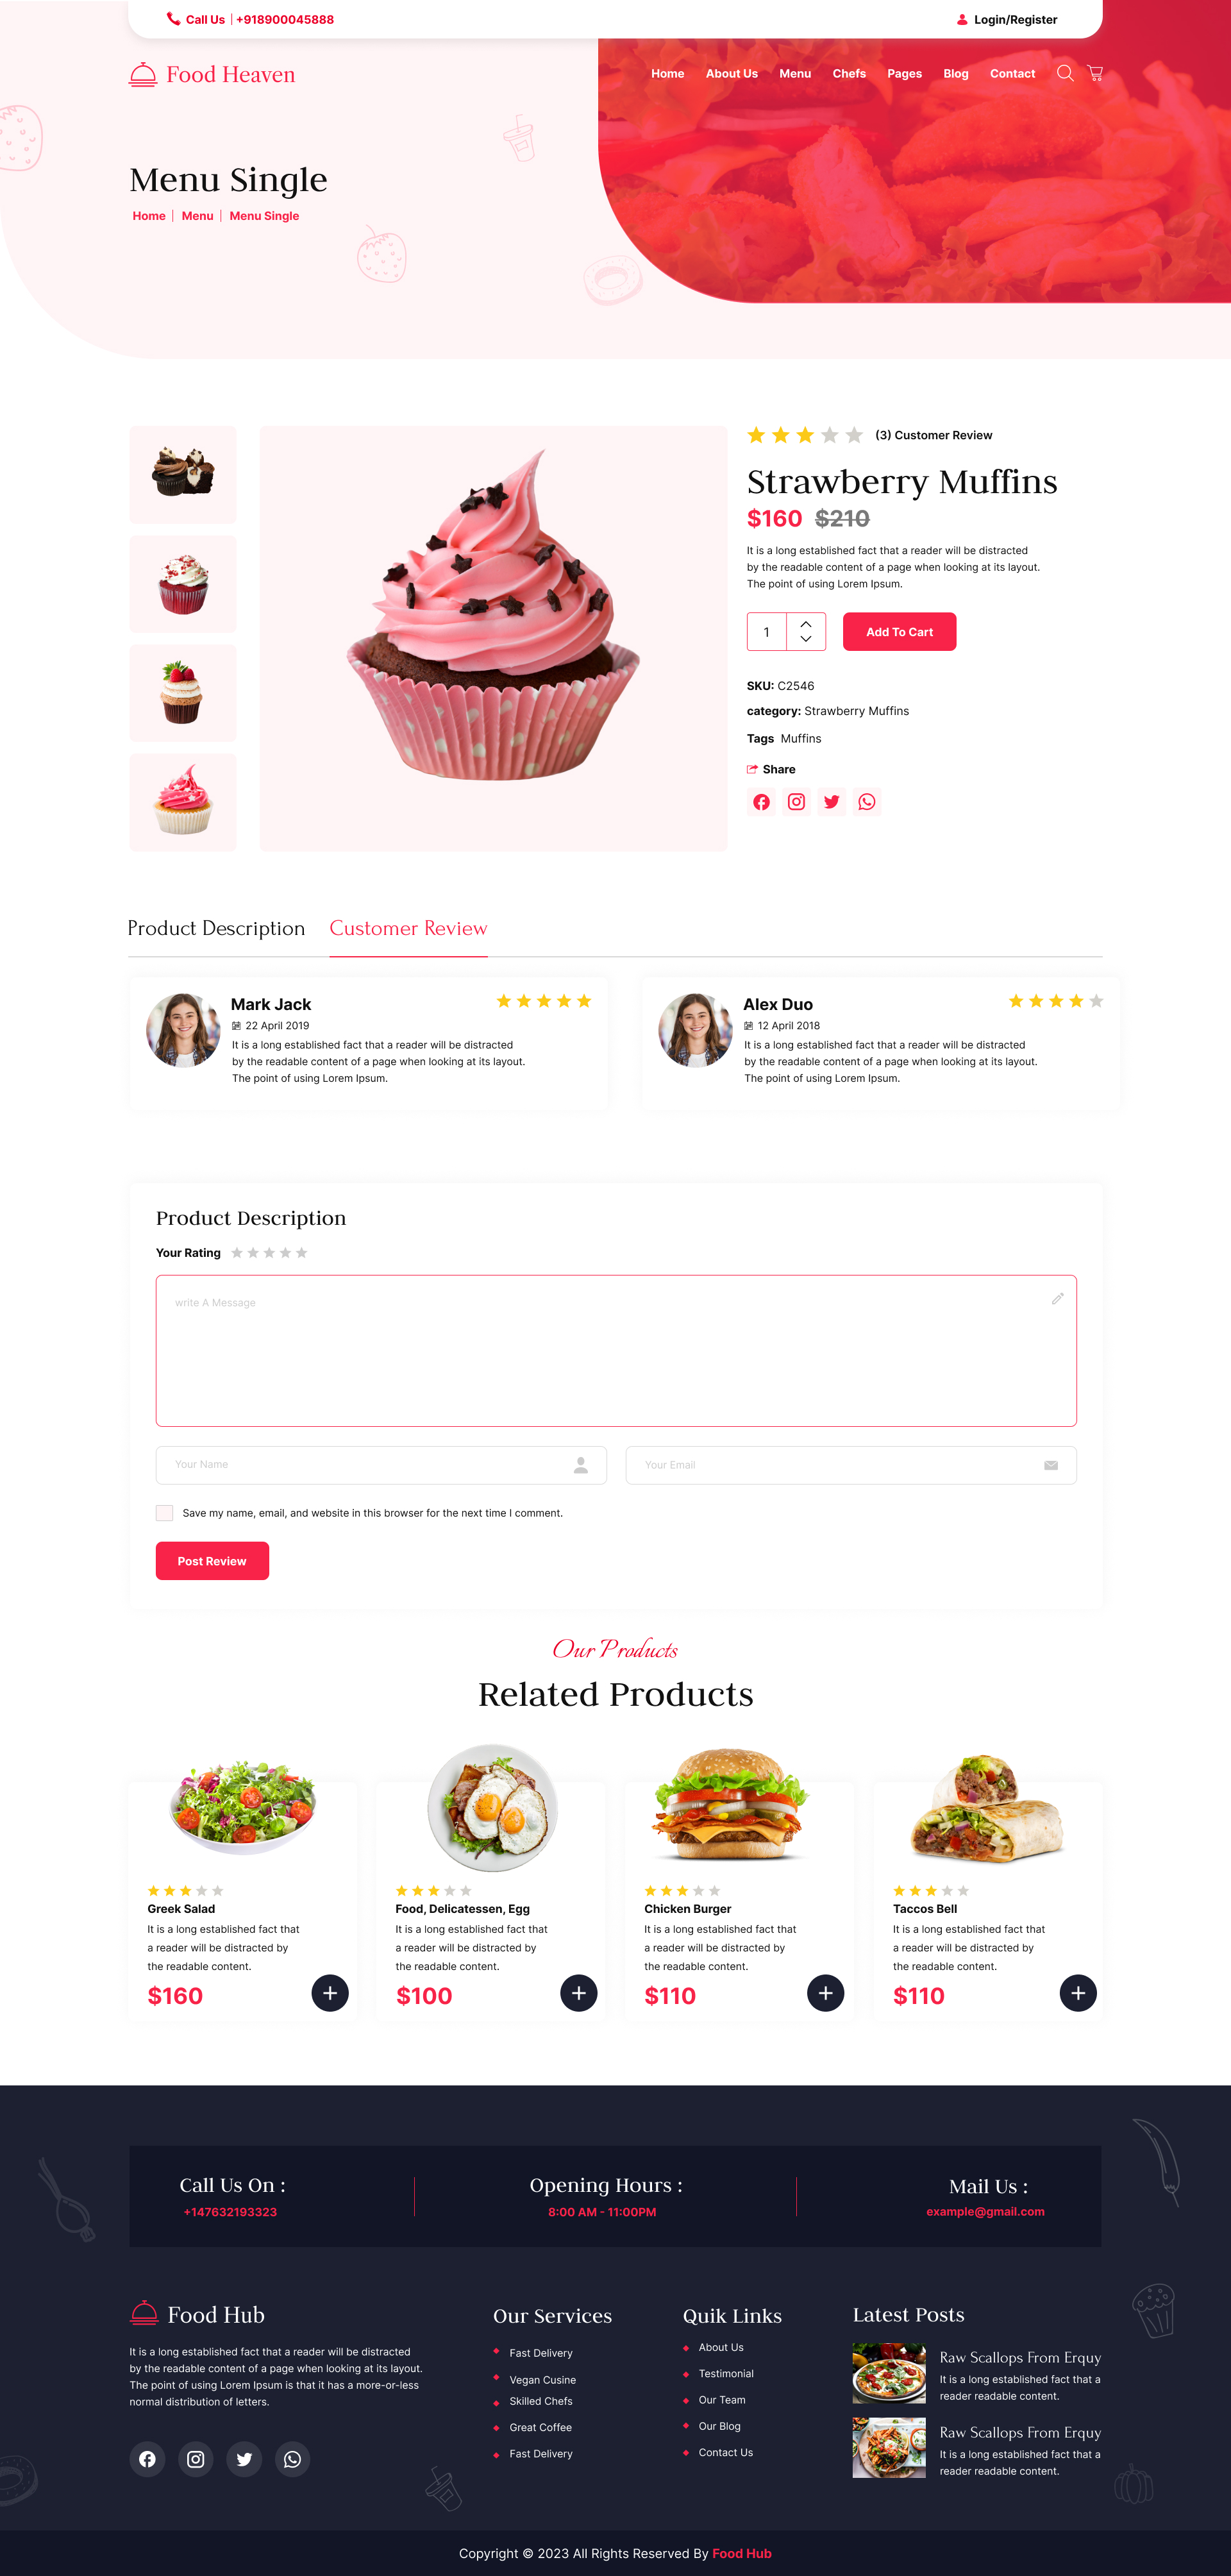 Call Us | +918900045888
Login/Register
Food Heaven
Home About Us Menu Chefs Pages Blog Contact
Menu Single
Home | Menu | Menu Single
(3) Customer Review
Strawberry Muffins
$160 $210
It is a long established fact that a reader will be distracted
by the readable content of a page when looking at its layout.
The point of using Lorem Ipsum.
1
Add To Cart
SKU: C2546
category: Strawberry Muffins
Tags Muffins
Share
Product Description
Customer Review
Mark Jack
22 April 2019
It is a long established fact that a reader will be distracted
by the readable content of a page when looking at its layout.
The point of using Lorem Ipsum.
Alex Duo
12 April 2018
It is a long established fact that a reader will be distracted
by the readable content of a page when looking at its layout.
The point of using Lorem Ipsum.
Product Description
Your Rating
write A Message
Your Name
Your Email
Save my name, email, and website in this browser for the next time I comment.
Post Review
Our Products
Related Products
Greek Salad
It is a long established fact that
a reader will be distracted by
the readable content.
$160
Food, Delicatessen, Egg
It is a long established fact that
a reader will be distracted by
the readable content.
$100
Chicken Burger
It is a long established fact that
a reader will be distracted by
the readable content.
$110
Taccos Bell
It is a long established fact that
a reader will be distracted by
the readable content.
$110
Call Us On :
+147632193323
Opening Hours :
8:00 AM - 11:00PM
Mail Us :
example@gmail.com
Food Hub
It is a long established fact that a reader will be distracted
by the readable content of a page when looking at its layout.
The point of using Lorem Ipsum is that it has a more-or-less
normal distribution of letters.
Our Services
Fast Delivery
Vegan Cusine
Skilled Chefs
Great Coffee
Fast Delivery
Quik Links
About Us
Testimonial
Our Team
Our Blog
Contact Us
Latest Posts
Raw Scallops From Erquy
It is a long established fact that a
reader readable content.
Raw Scallops From Erquy
It is a long established fact that a
reader readable content.
Copyright © 2023 All Rights Reserved By Food Hub